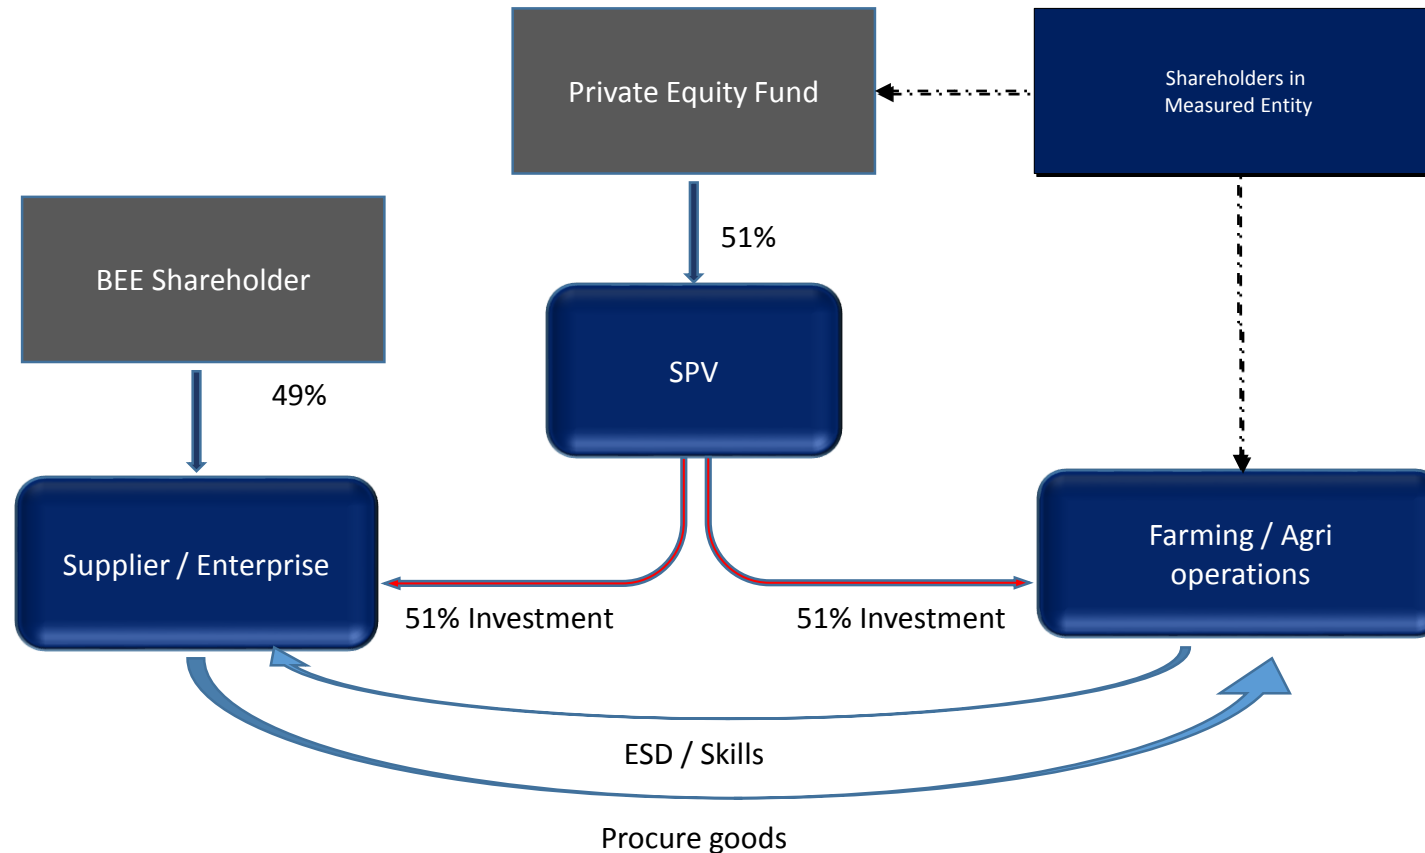 Private Equity Fund
Shareholders in
Measured Entity
BEE Shareholder
51%
SPV
49%
Supplier / Enterprise
Farming / Agri
operations
51% Investment
51% Investment
ESD / Skills
Procure goods